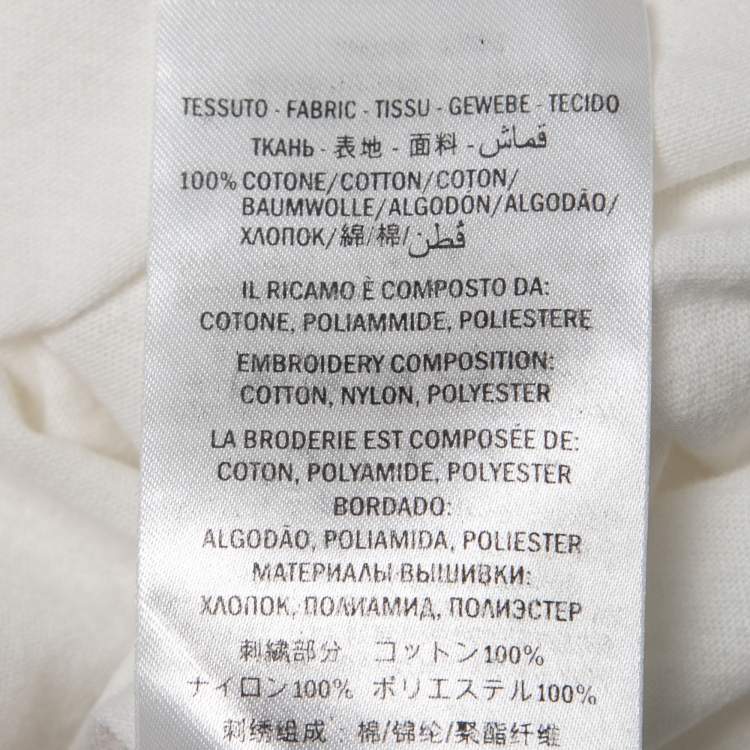 TESSUTO - FABRIC - TISSU - GEWEBE - TECIDO
ТКАНЬ - 表地 - 面料 - قماش
100% COTONE/COTTON/COTON/
BAUMWOLLE/ALGODÓN/ALGODÃO/
ХЛОПОК/綿/棉/قُطن
IL RICAMO È COMPOSTO DA:
COTONE, POLIAMMIDE, POLIESTERE
EMBROIDERY COMPOSITION:
COTTON, NYLON, POLYESTER
LA BRODERIE EST COMPOSÉE DE:
COTON, POLYAMIDE, POLYESTER
BORDADO:
ALGODÃO, POLIAMIDA, POLIESTER
МАТЕРИАЛЫ ВЫШИВКИ:
ХЛОПОК, ПОЛИАМИД, ПОЛИЭСТЕР
刺繍部分 コットン100%
ナイロン100% ポリエステル100%
刺绣组成: 棉/锦纶/聚酯纤维